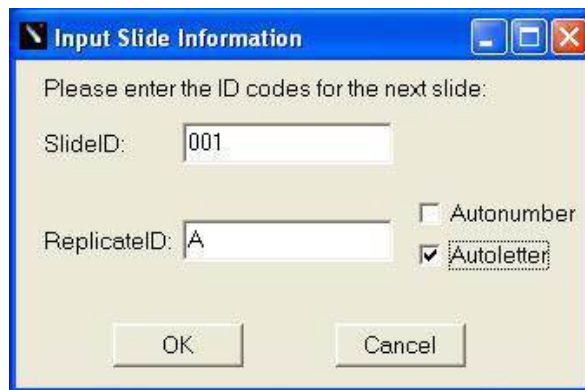 Input Slide Information
Please enter the ID codes for the next slide:
SlideID: 001
Autonumber
ReplicateID: A
Autoletter
OK Cancel